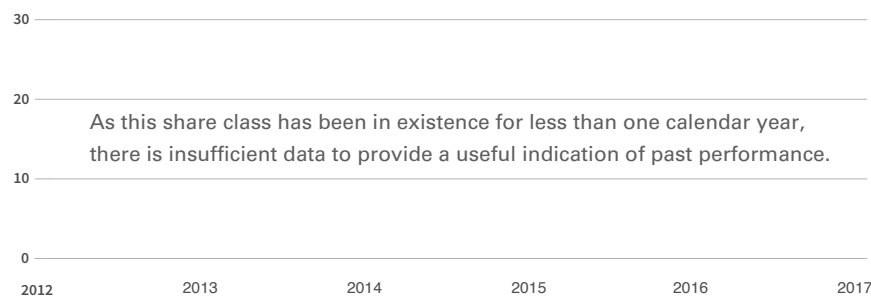 30
20
As this share class has been in existence for less than one calendar year,
there is insufficient data to provide a useful indication of past performance.
10
0
2012 2013 2014 2015 2016 2017